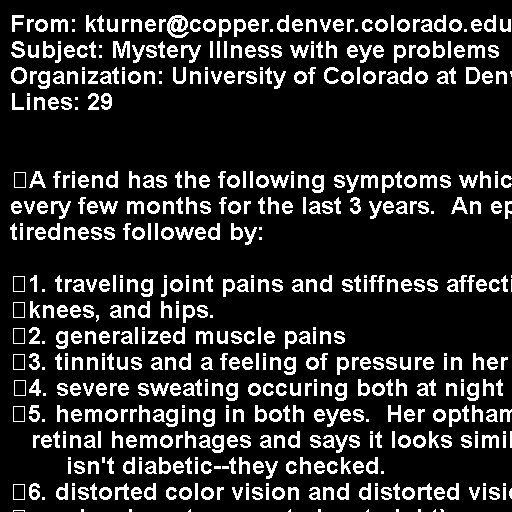 From: kturner@copper.denver.colorado.edu
Subject: Mystery Illness with eye problems
Organization: University of Colorado at Den
Lines: 29
A friend has the following symptoms whic
every few months for the last 3 years.  An ep
tiredness followed by:
1. traveling joint pains and stiffness affecti
knees, and hips.
2. generalized muscle pains
3. tinnitus and a feeling of pressure in her
4. severe sweating occuring both at night
5. hemorrhaging in both eyes.  Her optham
retinal hemorhages and says it looks simil
isn't diabetic--they checked.
6. distorted color vision and distorted visi